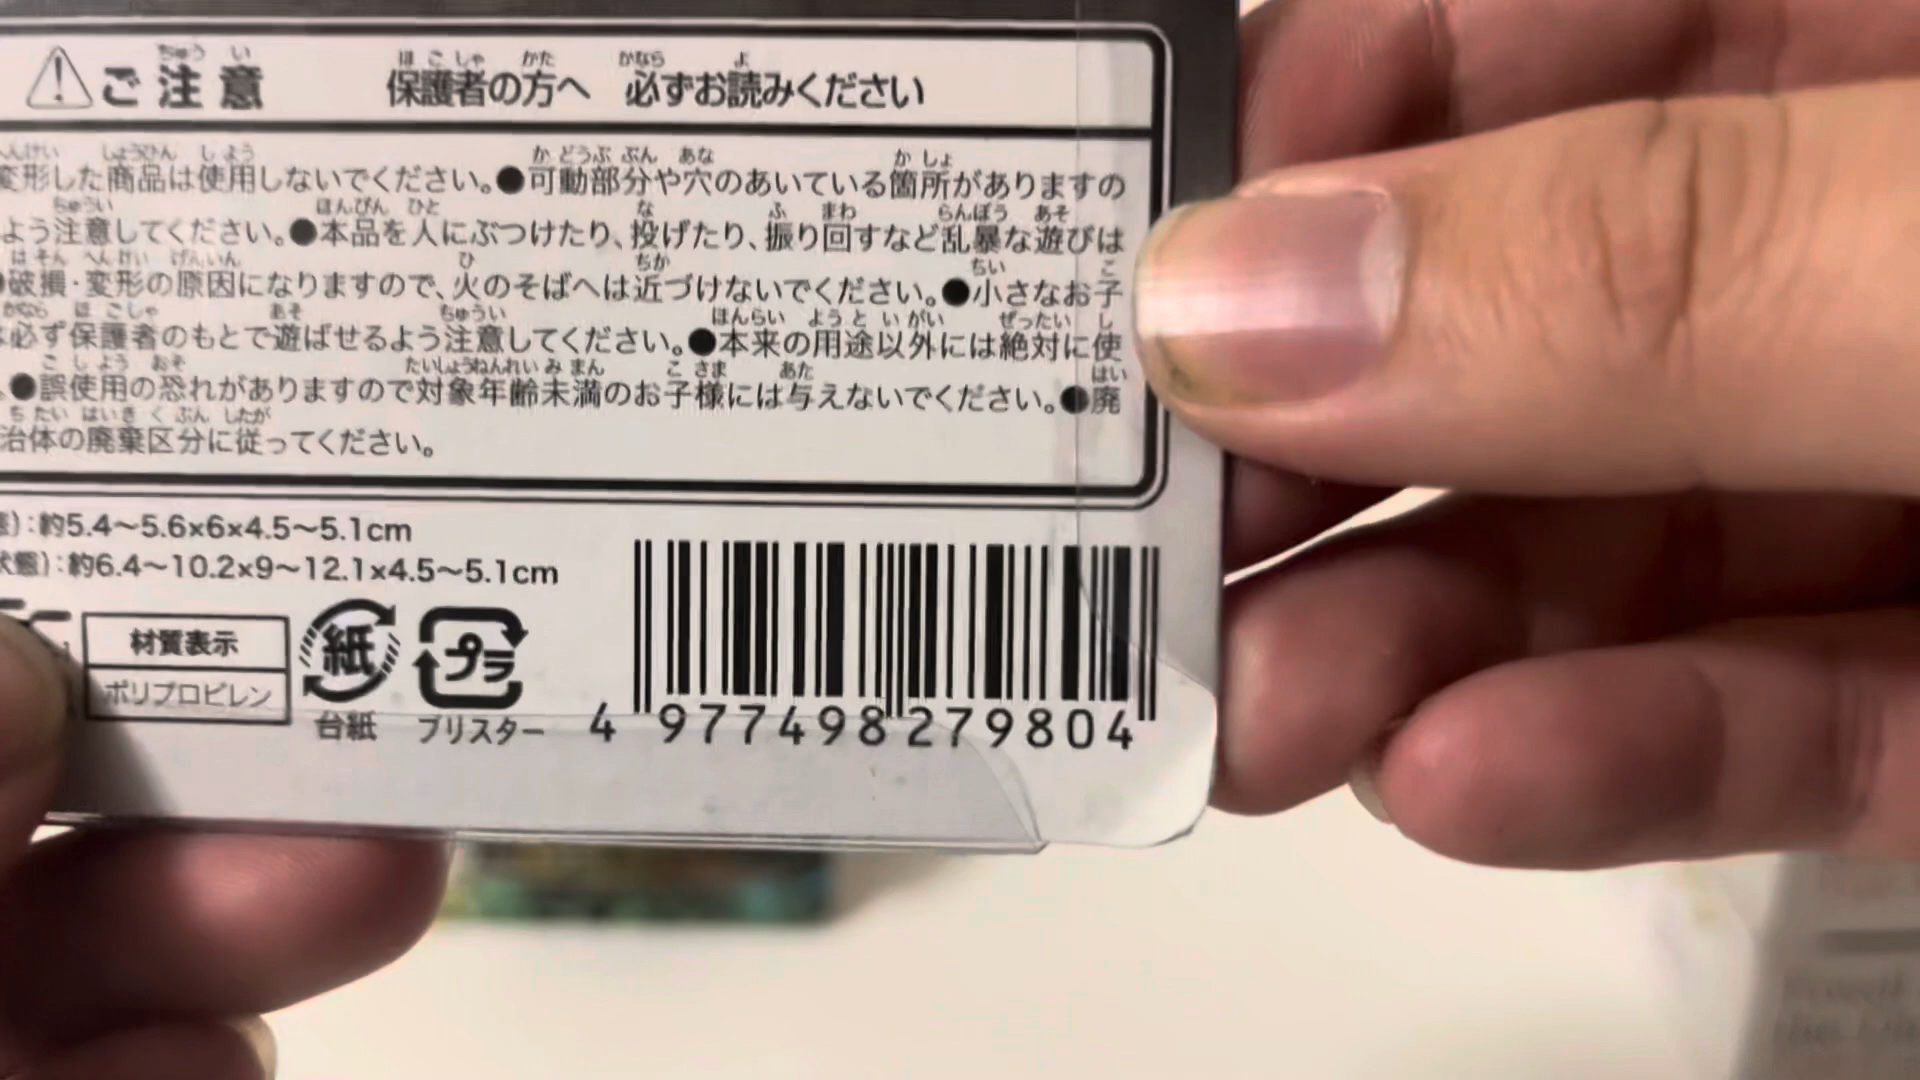 ご注意 保護者の方へ 必ずお読みください
変形した商品は使用しないでください。●可動部分や穴のあいている箇所がありますの
よう注意してください。●本品を人にぶつけたり、投げたり、振り回すなど乱暴な遊びは
●破損・変形の原因になりますので、火のそばへは近づけないでください。●小さなお子
必ず保護者のもとで遊ばせるよう注意してください。●本来の用途以外には絶対に使
●誤使用の恐れがありますので対象年齢未満のお子様には与えないでください。●廃
治体の廃棄区分に従ってください。
態):約5.4〜5.6x6x4.5〜5.1cm
状態):約6.4〜10.2x9〜12.1x4.5〜5.1cm
材質表示
ポリプロピレン
紙
台紙
プラ
ブリスター
4 977498 279804